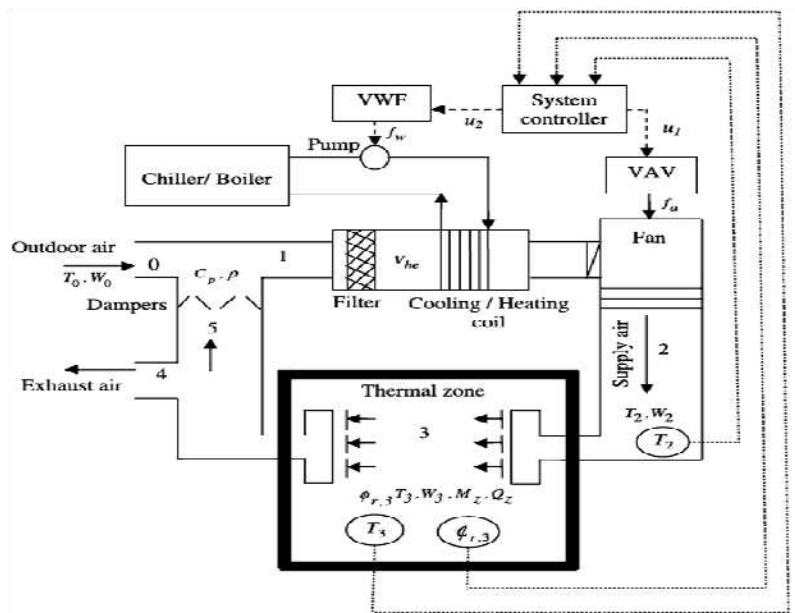 VWF
System
controller
u2
u1
fw
Pump
VAV
Chiller/ Boiler
fa
Fan
Outdoor air
0
1
T0, W0
Cp, ρ
Vhe
Dampers
Filter
Cooling / Heating
coil
5
Supply air
2
4
Exhaust air
Thermal zone
3
T2, W2
T2
ϕr,3 T3, W3, Mz, Qz
T3
ϕr,3